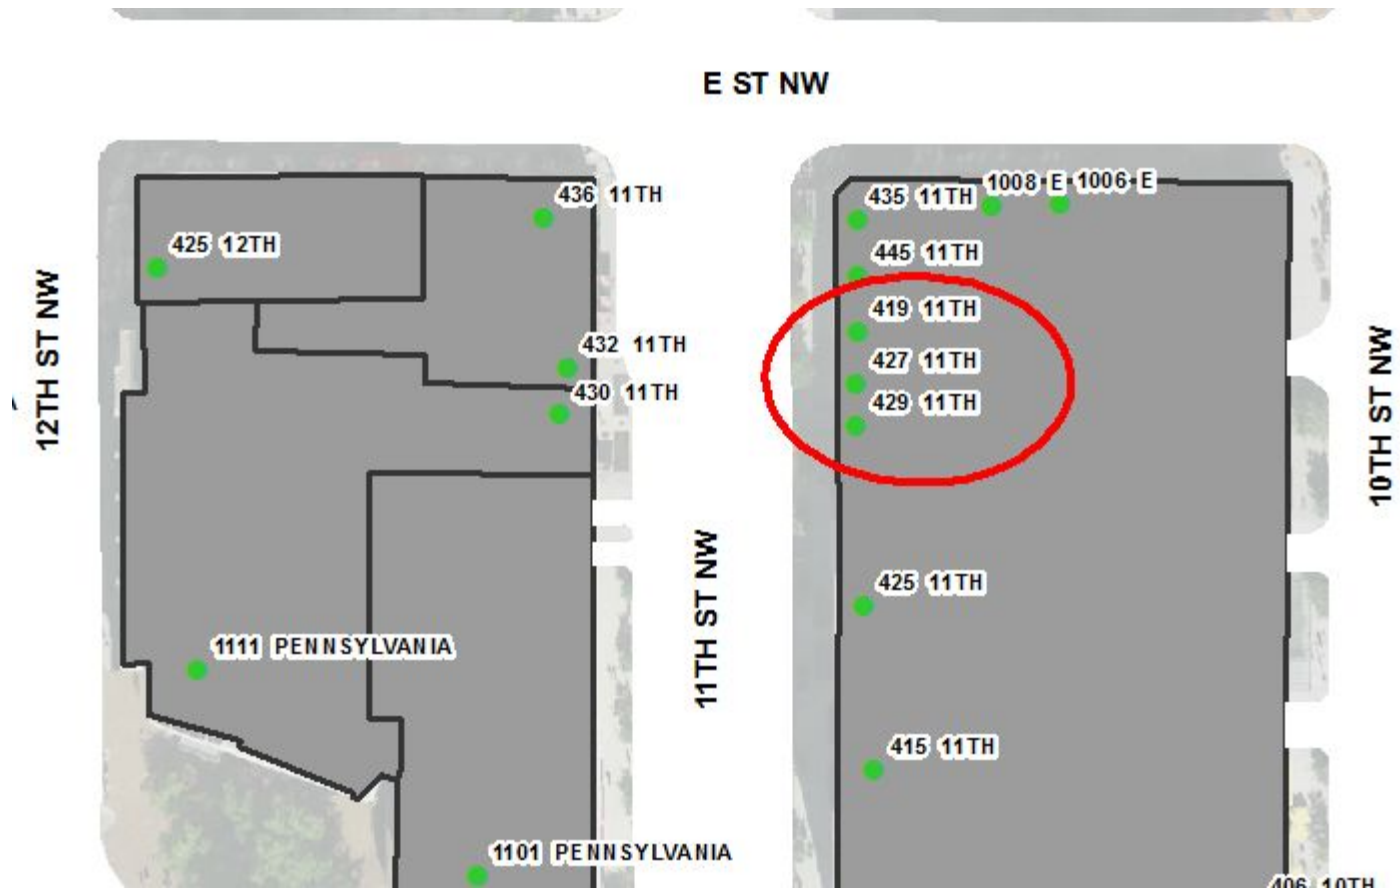 E ST NW
436 11TH
435 11TH
1008 E
1006 E
425 12TH
445 11TH
12TH ST NW
419 11TH
432 11TH
427 11TH
10TH ST NW
430 11TH
429 11TH
11TH ST NW
425 11TH
1111 PENNSYLVANIA
415 11TH
1101 PENNSYLVANIA
406 10TH